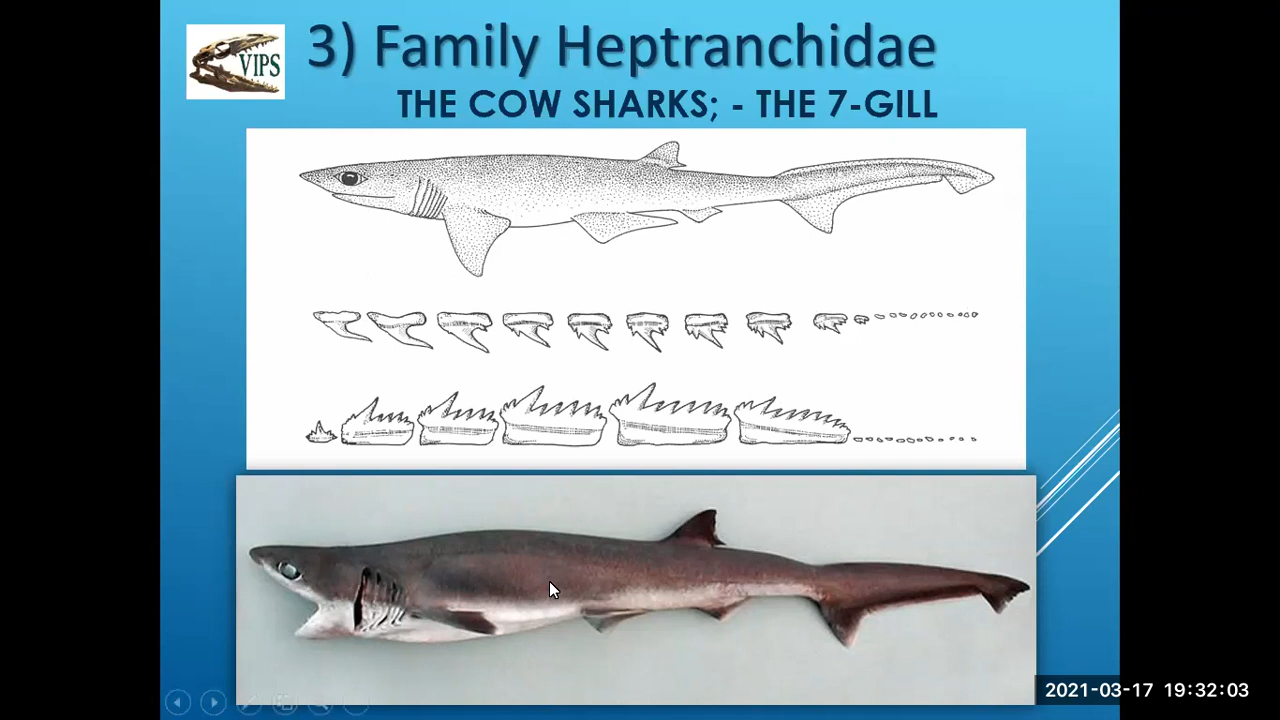 VIPS
3) Family Heptranchidae
THE COW SHARKS; - THE 7-GILL
2021-03-17 19:32:03